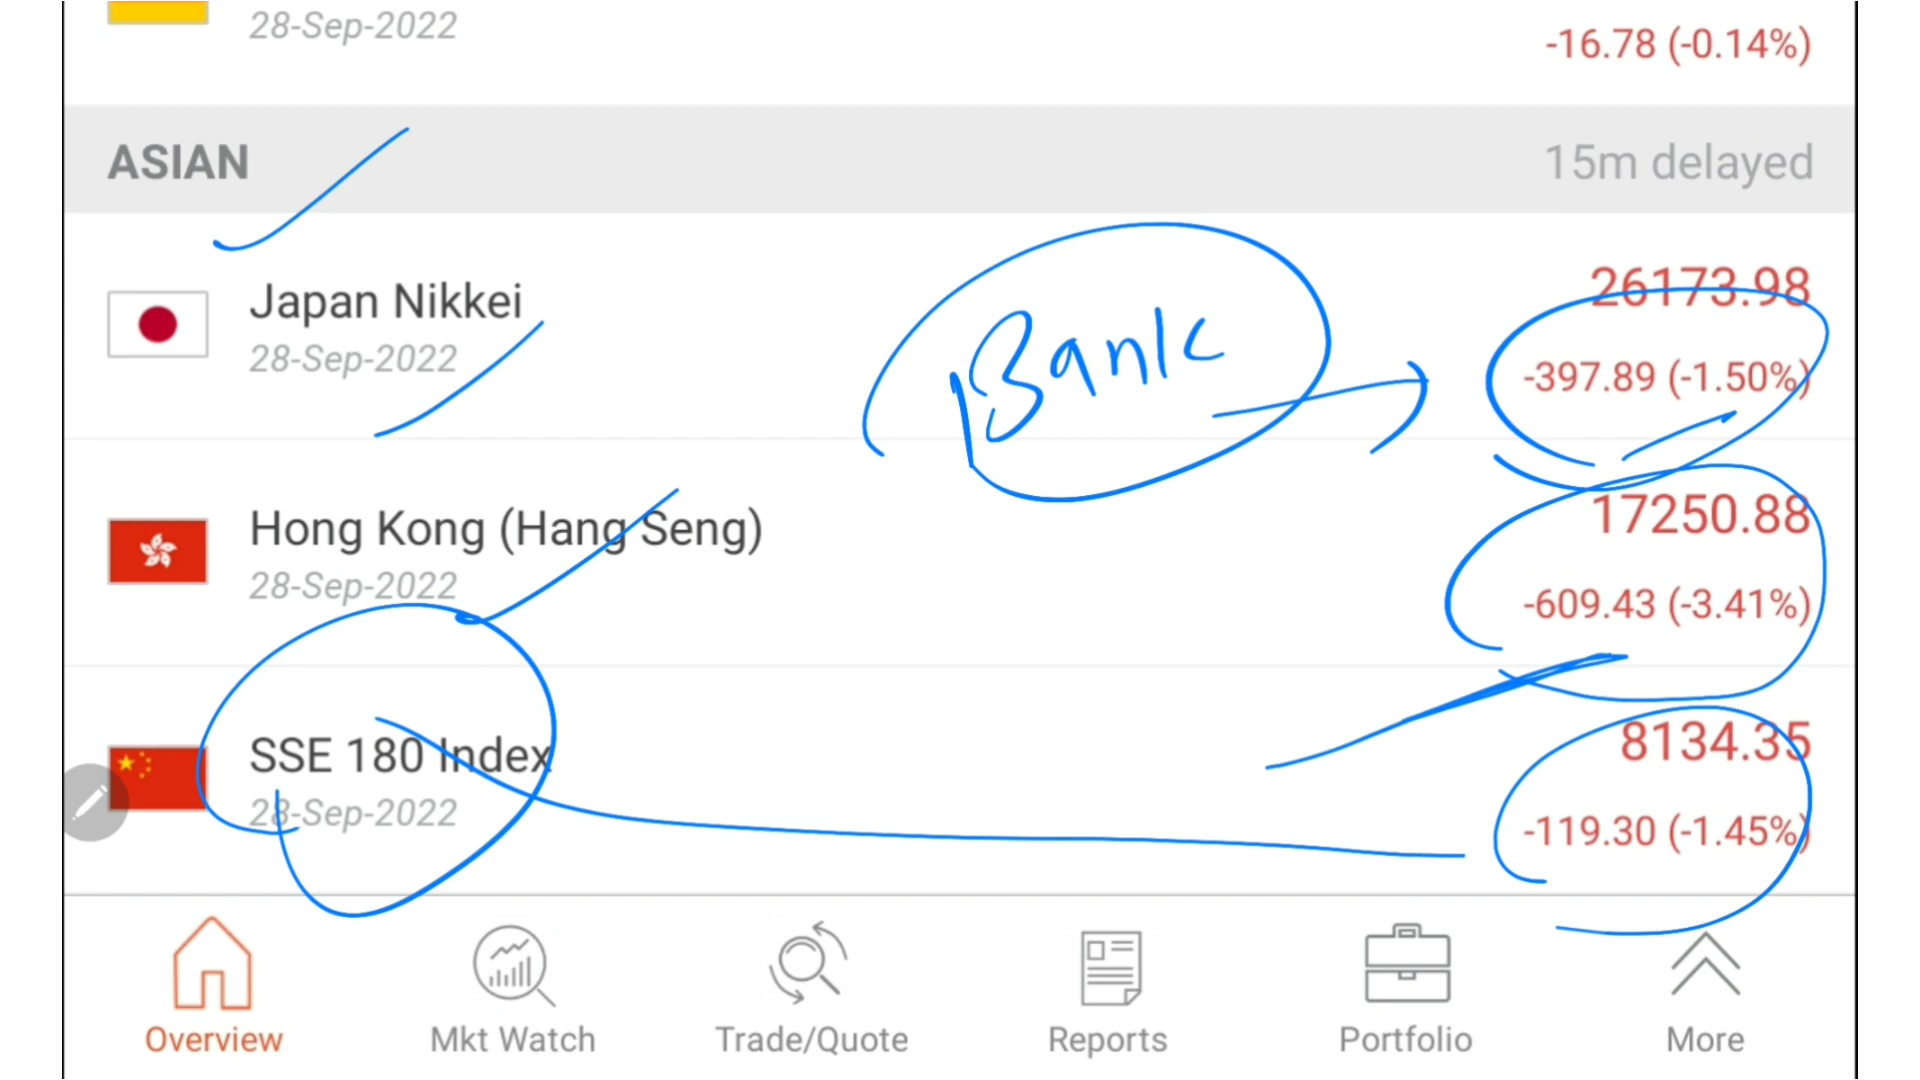 28-Sep-2022
-16.78 (-0.14%)
ASIAN 15m delayed
Japan Nikkei 26173.98
28-Sep-2022 -397.89 (-1.50%)
Bank
Hong Kong (Hang Seng) 17250.88
28-Sep-2022 -609.43 (-3.41%)
SSE 180 Index 8134.35
28-Sep-2022 -119.30 (-1.45%)
Overview Mkt Watch Trade/Quote Reports Portfolio More